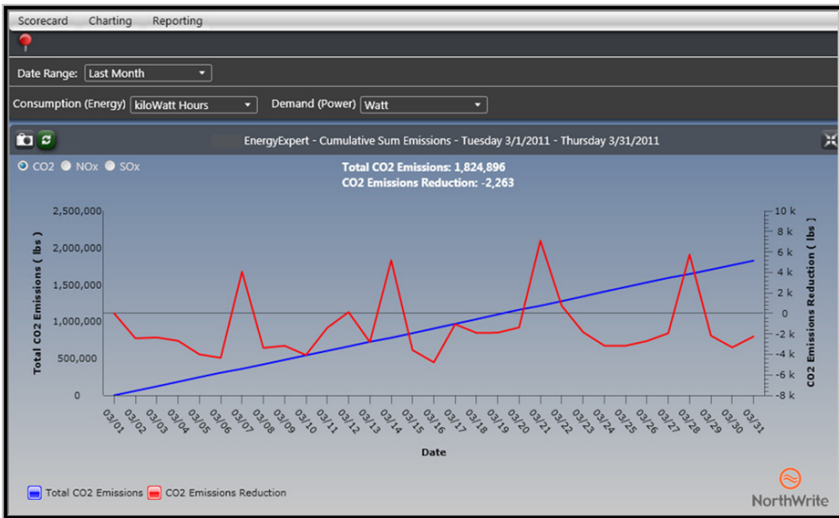 Scorecard Charting Reporting
Date Range: Last Month
Consumption (Energy) kiloWatt Hours Demand (Power) Watt
EnergyExpert - Cumulative Sum Emissions - Tuesday 3/1/2011 - Thursday 3/31/2011
CO2 NOx SOx
Total CO2 Emissions: 1,824,896
CO2 Emissions Reduction: -2,263
Total CO2 Emissions ( lbs )
2,500,000
2,000,000
1,500,000
1,000,000
500,000
0
10 k
8 k
6 k
4 k
2 k
0
-2 k
-4 k
-6 k
-8 k
CO2 Emissions Reduction ( lbs )
03/01 03/02 03/03 03/04 03/05 03/06 03/07 03/08 03/09 03/10 03/11 03/12 03/13 03/14 03/15 03/16 03/17 03/18 03/19 03/20 03/21 03/22 03/23 03/24 03/25 03/26 03/27 03/28 03/29 03/30 03/31
Date
Total CO2 Emissions CO2 Emissions Reduction
NorthWrite